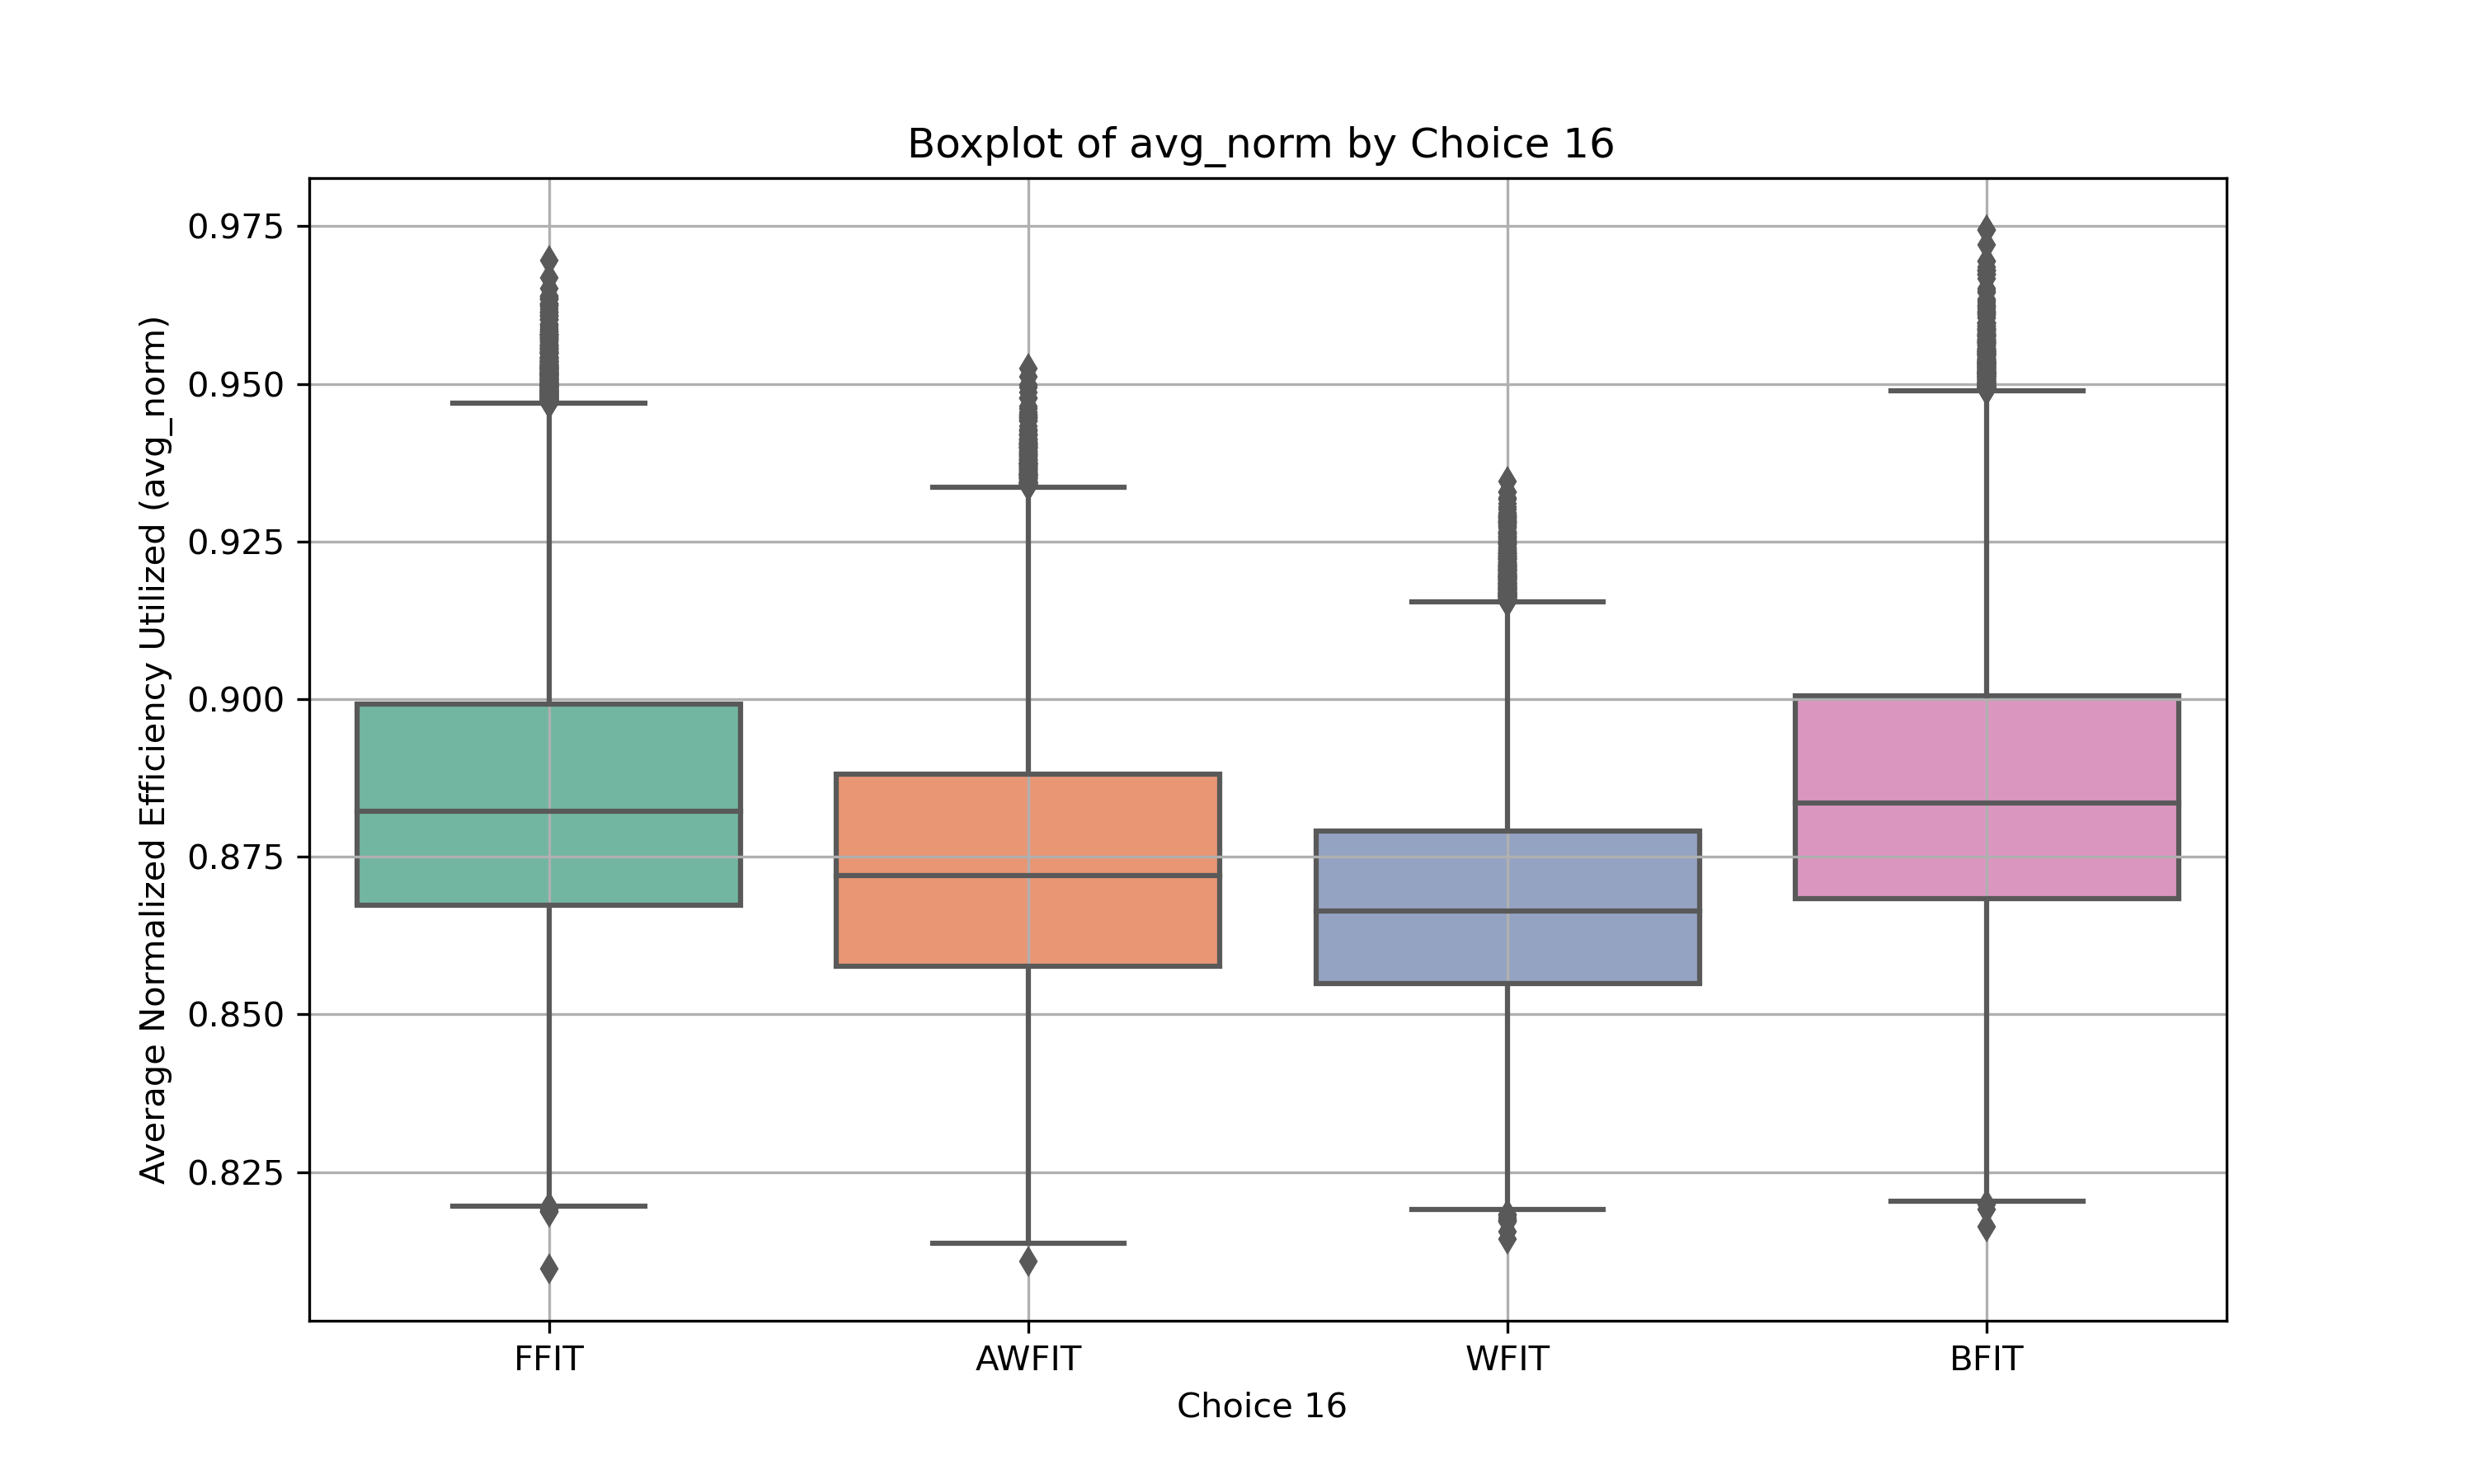 Boxplot of avg_norm by Choice 16
Average Normalized Efficiency Utilized (avg_norm)
0.975
0.950
0.925
0.900
0.875
0.850
0.825
FFIT
AWFIT
WFIT
BFIT
Choice 16